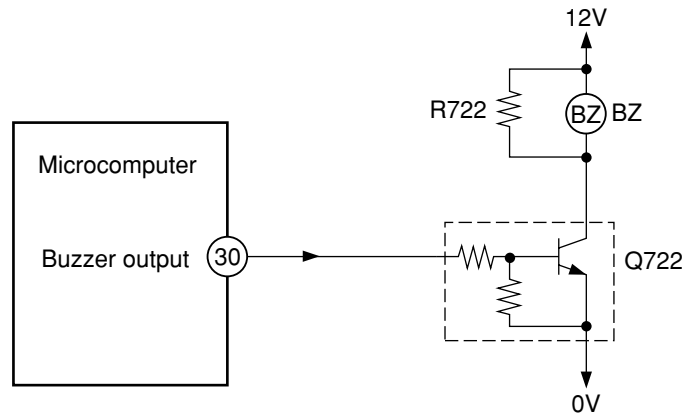 12V
R722
BZ BZ
Microcomputer
Buzzer output 30
Q722
0V